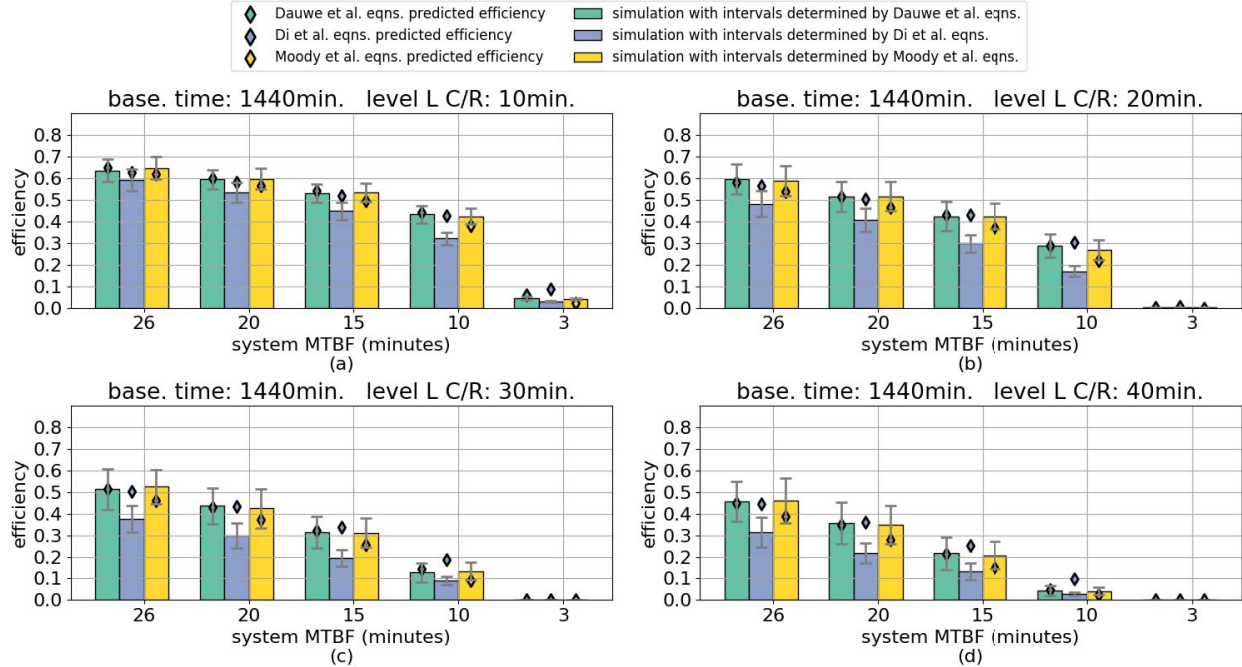 Dauwe et al. eqns. predicted efficiency
Di et al. eqns. predicted efficiency
Moody et al. eqns. predicted efficiency
simulation with intervals determined by Dauwe et al. eqns.
simulation with intervals determined by Di et al. eqns.
simulation with intervals determined by Moody et al. eqns.
base. time: 1440min. level L C/R: 10min.
efficiency
0.8
0.7
0.6
0.5
0.4
0.3
0.2
0.1
0.0
26 20 15 10 3
system MTBF (minutes)
(a)
base. time: 1440min. level L C/R: 20min.
efficiency
0.8
0.7
0.6
0.5
0.4
0.3
0.2
0.1
0.0
26 20 15 10 3
system MTBF (minutes)
(b)
base. time: 1440min. level L C/R: 30min.
efficiency
0.8
0.7
0.6
0.5
0.4
0.3
0.2
0.1
0.0
26 20 15 10 3
system MTBF (minutes)
(c)
base. time: 1440min. level L C/R: 40min.
efficiency
0.8
0.7
0.6
0.5
0.4
0.3
0.2
0.1
0.0
26 20 15 10 3
system MTBF (minutes)
(d)